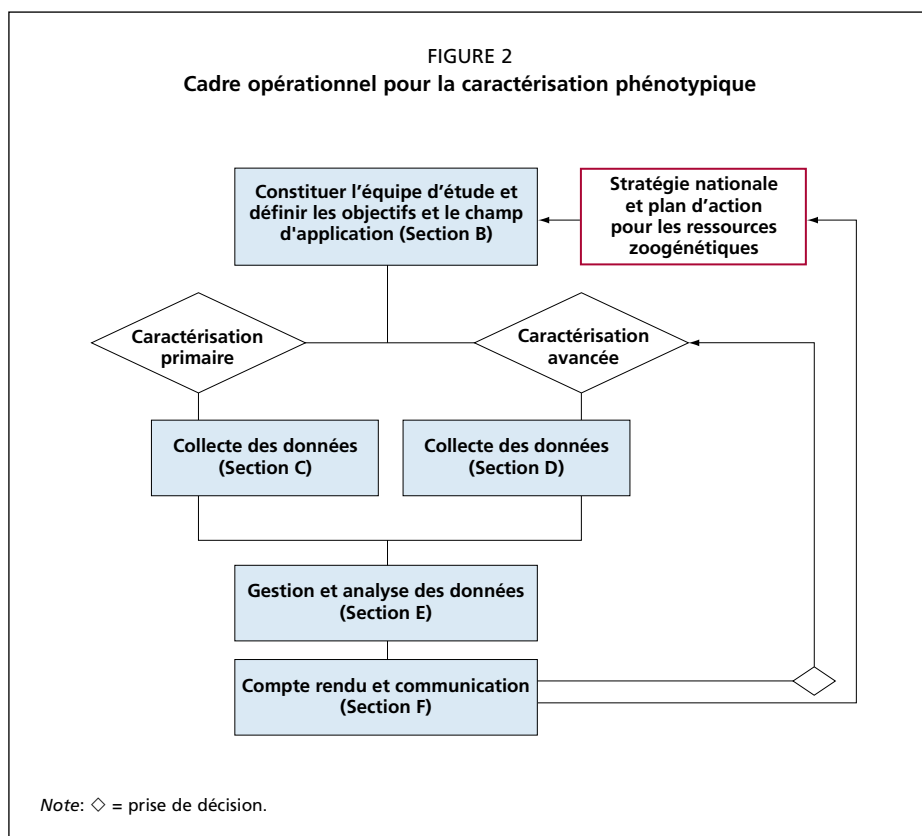 FIGURE 2
Cadre opérationnel pour la caractérisation phénotypique
Constituer l’équipe d’étude et
définir les objectifs et le champ
d'application (Section B)
Stratégie nationale
et plan d’action
pour les ressources
zoogénétiques
Caractérisation
primaire
Caractérisation
avancée
Collecte des données
(Section C)
Collecte des données
(Section D)
Gestion et analyse des données
(Section E)
Compte rendu et communication
(Section F)
Note: ◇ = prise de décision.